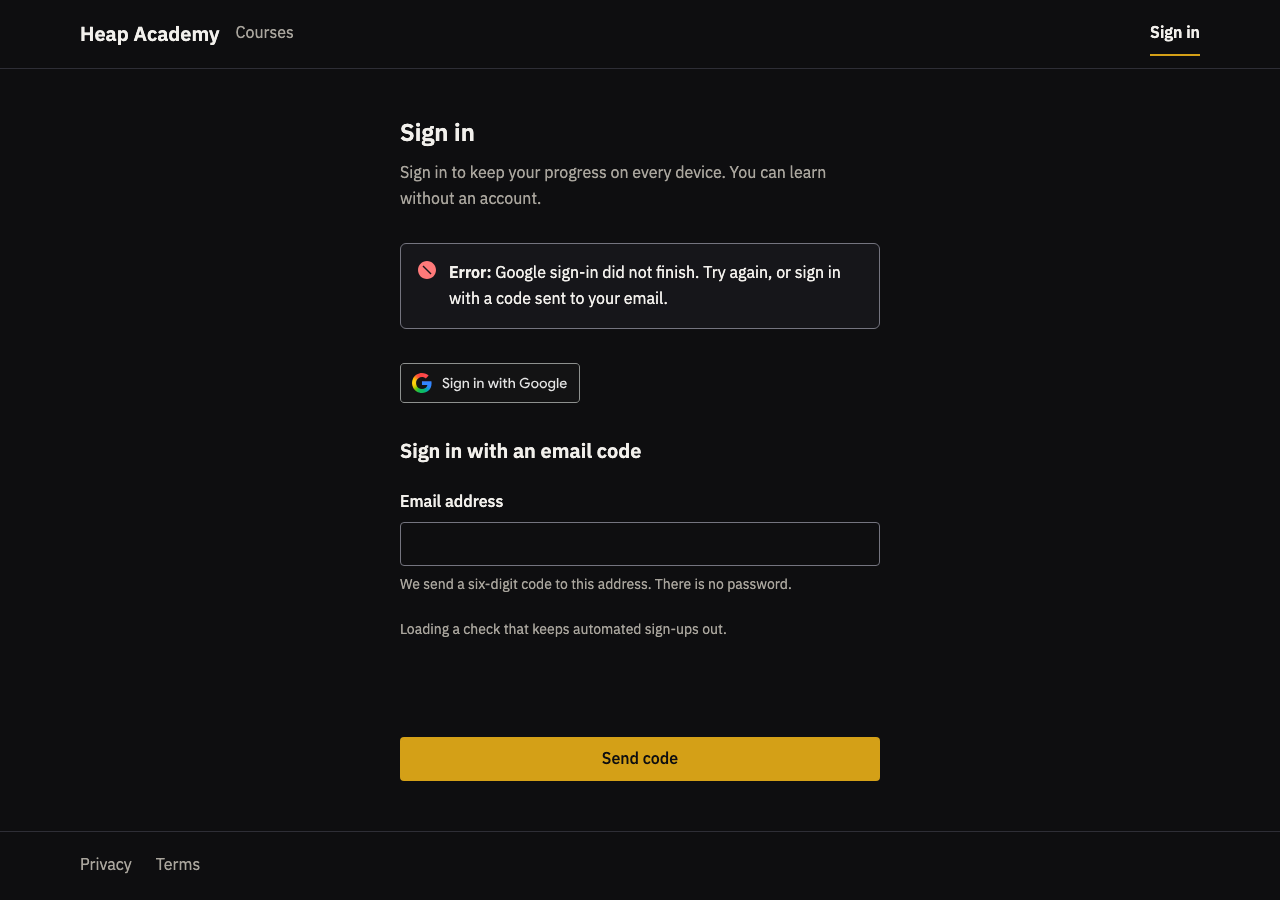 Heap Academy Courses Sign in
Sign in
Sign in to keep your progress on every device. You can learn
without an account.
Error: Google sign-in did not finish. Try again, or sign in
with a code sent to your email.
Sign in with Google
Sign in with an email code
Email address
We send a six-digit code to this address. There is no password.
Loading a check that keeps automated sign-ups out.
Send code
Privacy Terms